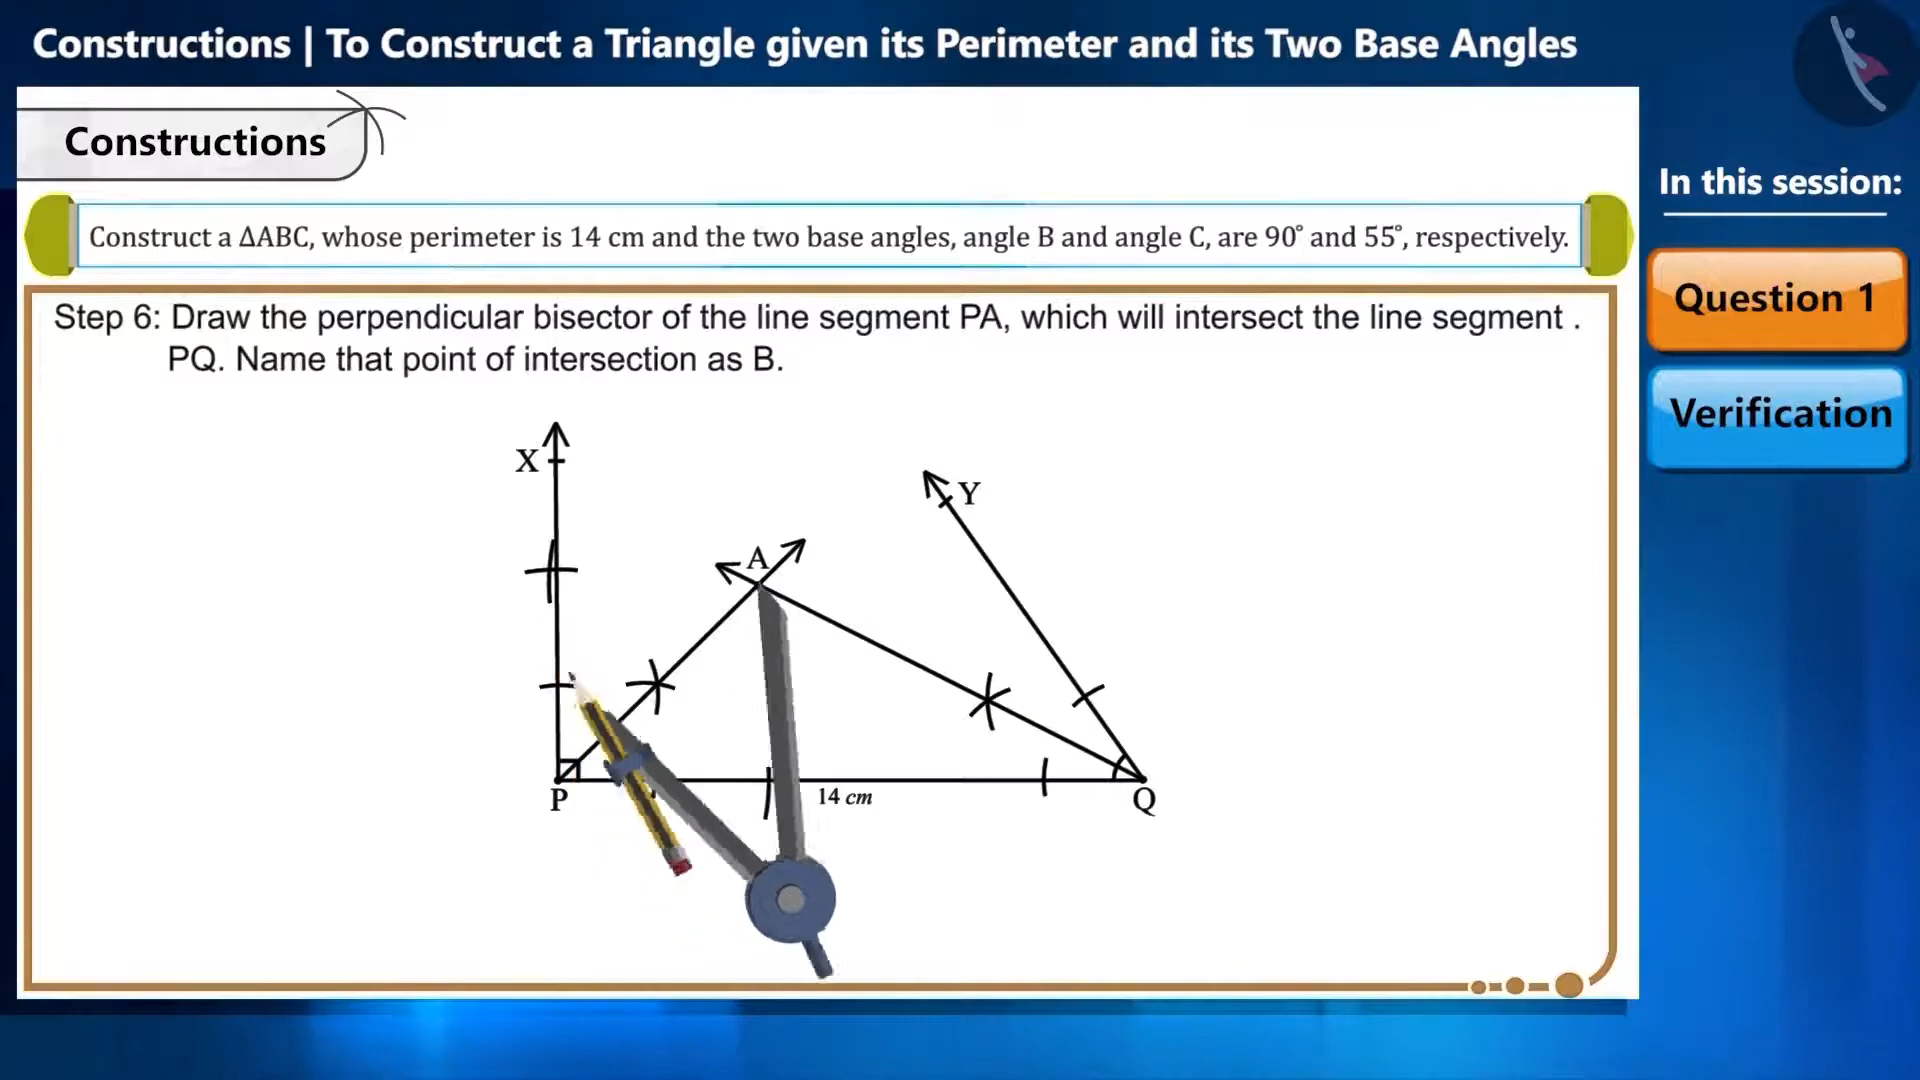 Constructions | To Construct a Triangle given its Perimeter and its Two Base Angles
Constructions
In this session:
Construct a ΔABC, whose perimeter is 14 cm and the two base angles, angle B and angle C, are 90° and 55°, respectively.
Question 1
Step 6: Draw the perpendicular bisector of the line segment PA, which will intersect the line segment .
PQ. Name that point of intersection as B.
Verification
X
Y
A
P
14 cm
Q